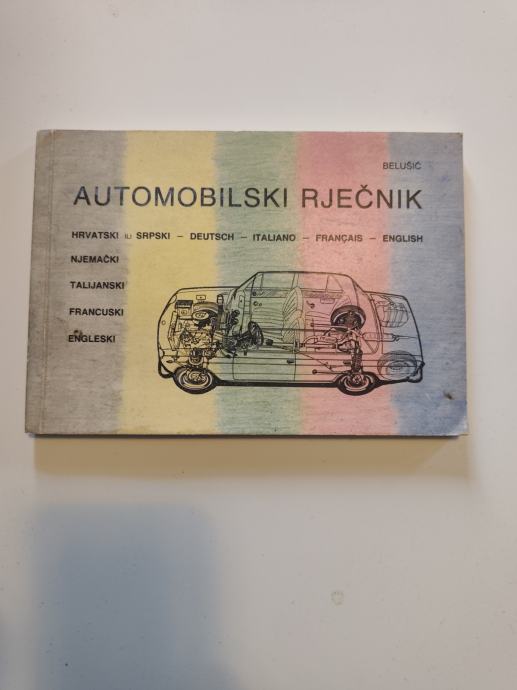 BELUŠIĆ
AUTOMOBILSKI RJEČNIK
HRVATSKI ILI SRPSKI – DEUTSCH – ITALIANO – FRANÇAIS – ENGLISH
NJEMAČKI
TALIJANSKI
FRANCUSKI
ENGLESKI